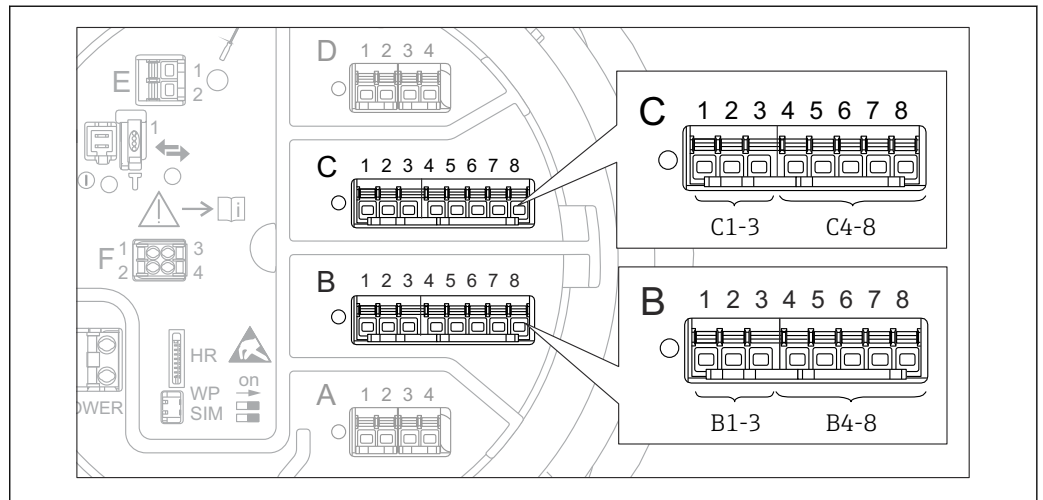 D 1 2 3 4
E 1
2
1
C 1 2 3 4 5 6 7 8
C 1 2 3 4 5 6 7 8
C1-3 C4-8
i
F 1 3
2 4
B 1 2 3 4 5 6 7 8
B 1 2 3 4 5 6 7 8
B1-3 B4-8
HR
on
WP
SIM
OWER
A 1 2 3 4